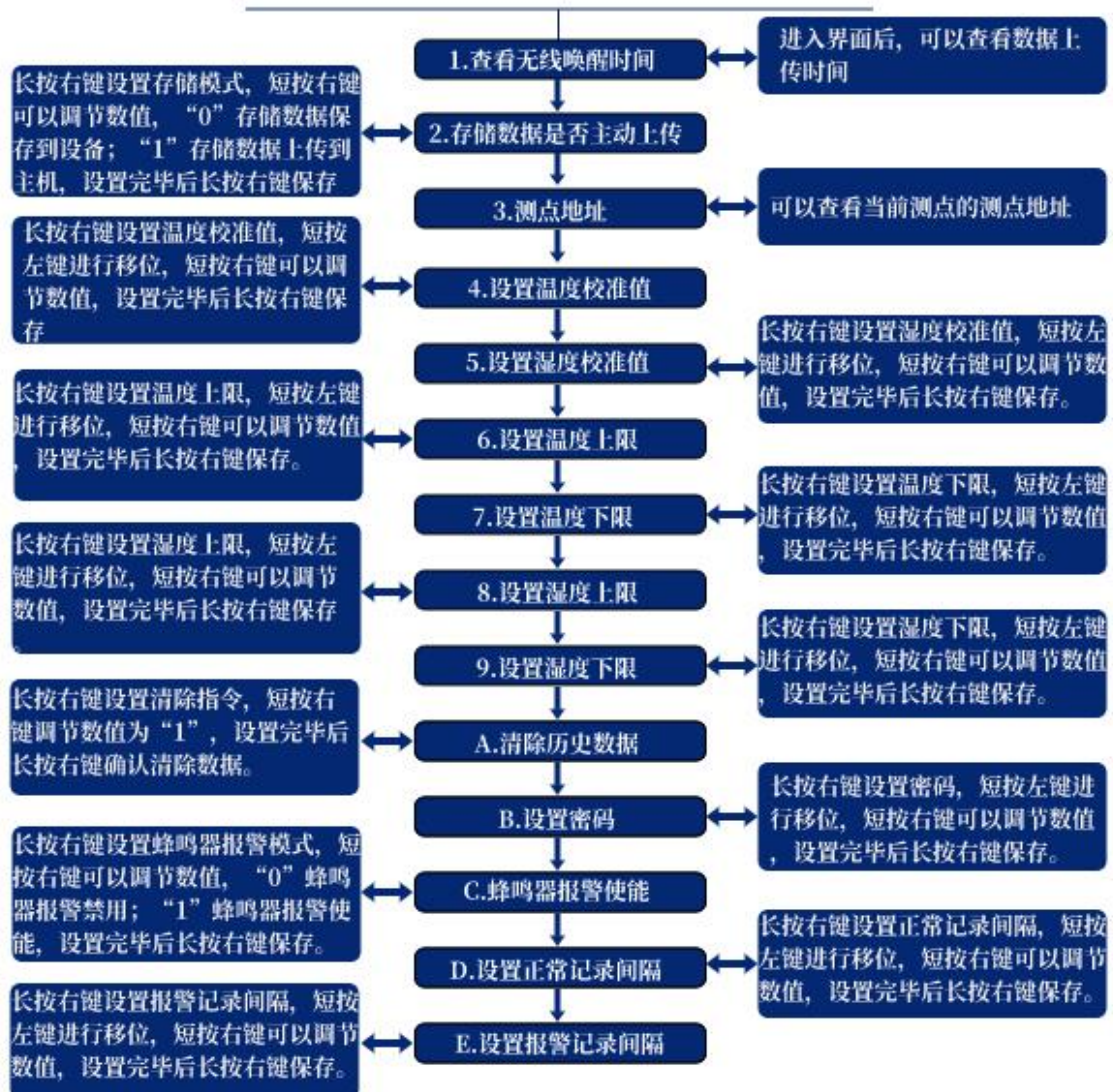 1.查看无线唤醒时间
进入界面后，可以查看数据上
传时间
长按右键设置存储模式，短按右键
可以调节数值，“0”存储数据保
存到设备；“1”存储数据上传到
主机，设置完毕后长按右键保存
2.存储数据是否主动上传
3.测点地址
可以查看当前测点的测点地址
长按右键设置温度校准值，短按
左键进行移位，短按右键可以调
节数值，设置完毕后长按右键保
存
4.设置温度校准值
5.设置湿度校准值
长按右键设置湿度校准值，短按左
键进行移位，短按右键可以调节数
值，设置完毕后长按右键保存。
长按右键设置温度上限，短按左键
进行移位，短按右键可以调节数值
，设置完毕后长按右键保存。
6.设置温度上限
7.设置温度下限
长按右键设置温度下限，短按左键
进行移位，短按右键可以调节数值
，设置完毕后长按右键保存。
长按右键设置湿度上限，短按左
键进行移位，短按右键可以调节
数值，设置完毕后长按右键保存
。
8.设置湿度上限
9.设置湿度下限
长按右键设置湿度下限，短按左键
进行移位，短按右键可以调节数值
，设置完毕后长按右键保存。
长按右键设置清除指令，短按右
键调节数值为“1”，设置完毕后
长按右键确认清除数据。
A.清除历史数据
B.设置密码
长按右键设置密码，短按左键进
行移位，短按右键可以调节数值
，设置完毕后长按右键保存。
长按右键设置蜂鸣器报警模式，短
按右键可以调节数值，“0”蜂鸣
器报警禁用；“1”蜂鸣器报警使
能，设置完毕后长按右键保存。
C.蜂鸣器报警使能
D.设置正常记录间隔
长按右键设置正常记录间隔，短按
左键进行移位，短按右键可以调节
数值，设置完毕后长按右键保存。
长按右键设置报警记录间隔，短按
左键进行移位，短按右键可以调节
数值，设置完毕后长按右键保存。
E.设置报警记录间隔